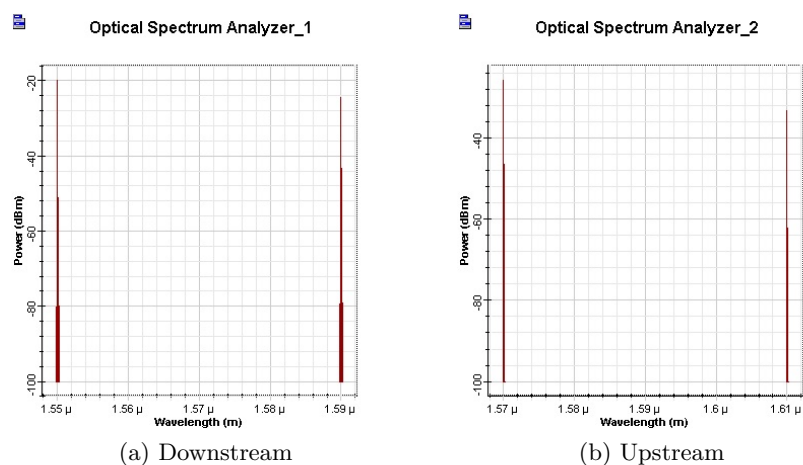 Optical Spectrum Analyzer_1
Power (dBm)
-20
-40
-60
-80
-100
1.55 µ 1.56 µ 1.57 µ 1.58 µ 1.59 µ
Wavelength (m)
(a) Downstream
Optical Spectrum Analyzer_2
Power (dBm)
-40
-60
-80
-100
1.57 µ 1.58 µ 1.59 µ 1.6 µ 1.61 µ
Wavelength (m)
(b) Upstream